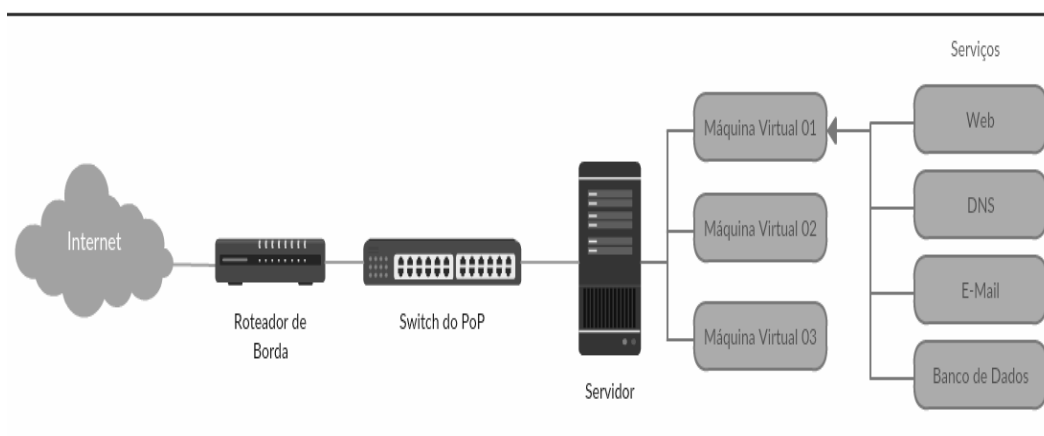 Serviços
Máquina Virtual 01
Web
DNS
Internet
Máquina Virtual 02
E-Mail
Roteador de
Borda
Switch do PoP
Máquina Virtual 03
Banco de Dados
Servidor